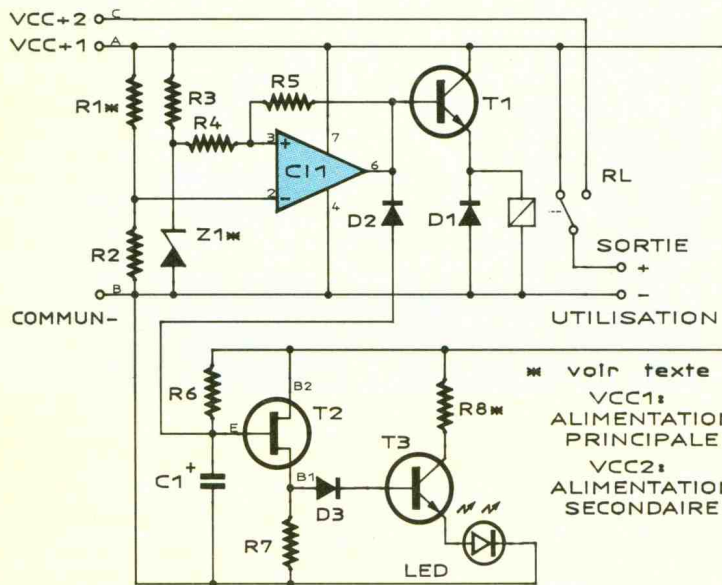 VCC+2 C
VCC+1 A
R1*
R3
R4
R5
3 +
7
CI1
6
2 -
4
T1
R2
Z1*
D2
D1
RL
SORTIE
+
-
B
COMMUN-
UTILISATION
R6
E
B2
T2
C1 +
B1
D3
R7
T3
R8*
LED
* voir texte
VCC1:
ALIMENTATION
PRINCIPALE
VCC2:
ALIMENTATION
SECONDAIRE